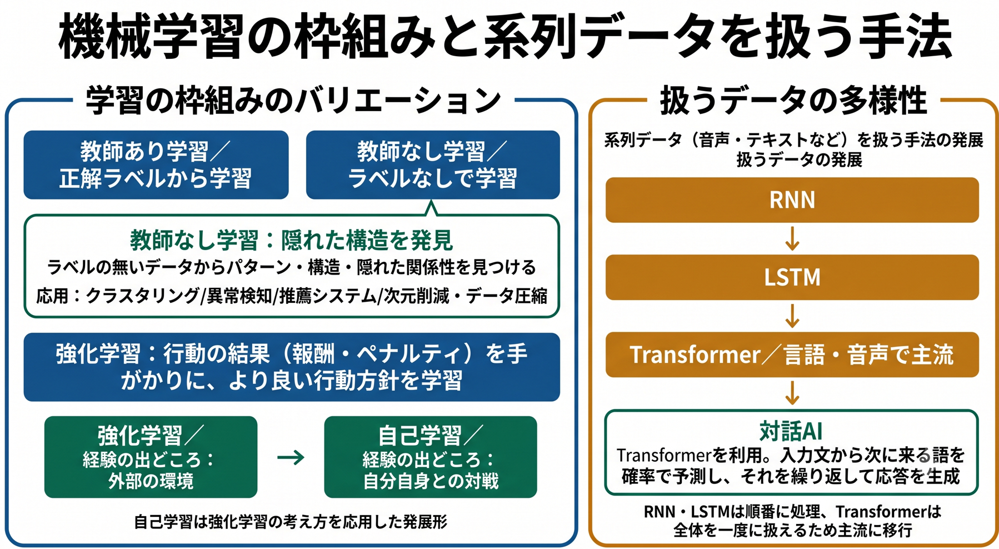 機械学習の枠組みと系列データを扱う手法
学習の枠組みのバリエーション
教師あり学習／
正解ラベルから学習
教師なし学習／
ラベルなしで学習
教師なし学習：隠れた構造を発見
ラベルの無いデータからパターン・構造・隠れた関係性を見つける
応用：クラスタリング/異常検知/推薦システム/次元削減・データ圧縮
強化学習：行動の結果（報酬・ペナルティ）を手
がかりに、より良い行動方針を学習
強化学習／
経験の出どころ：
外部の環境
→
自己学習／
経験の出どころ：
自分自身との対戦
自己学習は強化学習の考え方を応用した発展形
扱うデータの多様性
系列データ（音声・テキストなど）を扱う手法の発展
扱うデータの発展
RNN
↓
LSTM
↓
Transformer／言語・音声で主流
↓
対話AI
Transformerを利用。入力文から次に来る語を
確率で予測し、それを繰り返して応答を生成
RNN・LSTMは順番に処理、Transformerは
全体を一度に扱えるため主流に移行